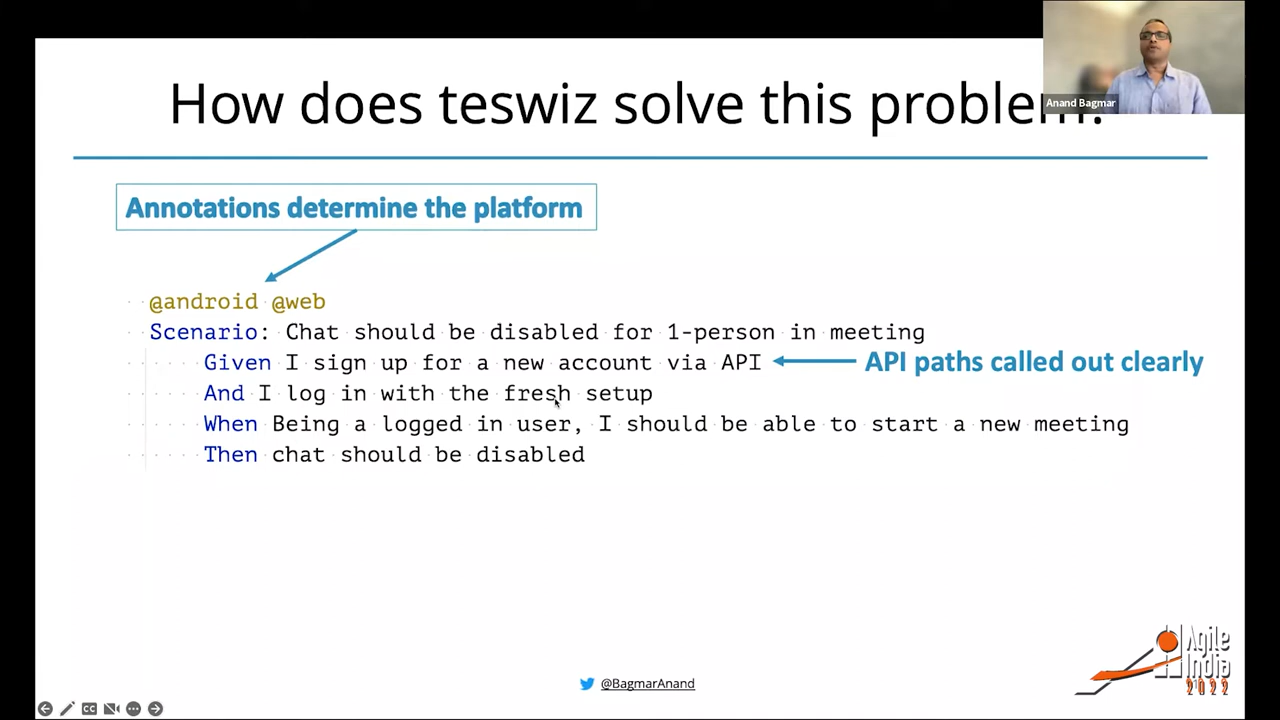 How does teswiz solve this problem?
Anand Bagmar
Annotations determine the platform
@android @web
Scenario: Chat should be disabled for 1-person in meeting
Given I sign up for a new account via API
API paths called out clearly
And I log in with the fresh setup
When Being a logged in user, I should be able to start a new meeting
Then chat should be disabled
@BagmarAnand
Agile
India
2022
CC